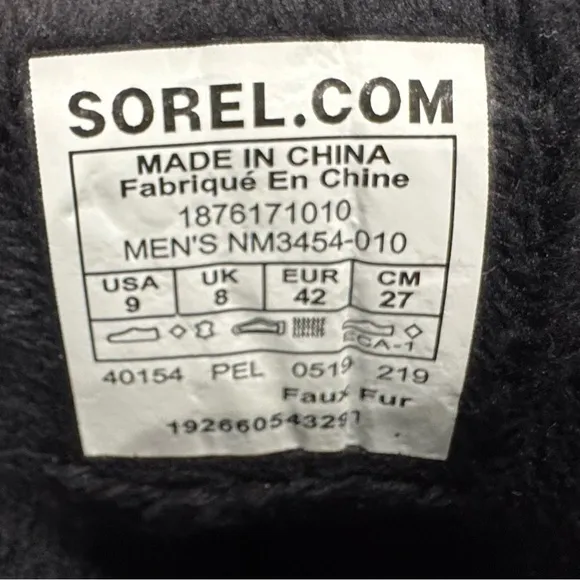 SOREL.COM
MADE IN CHINA
Fabriqué En Chine
1876171010
MEN'S NM3454-010
USA UK EUR CM
9 8 42 27
ECA-1
40154 PEL 0519 219
Faux Fur
192660543291